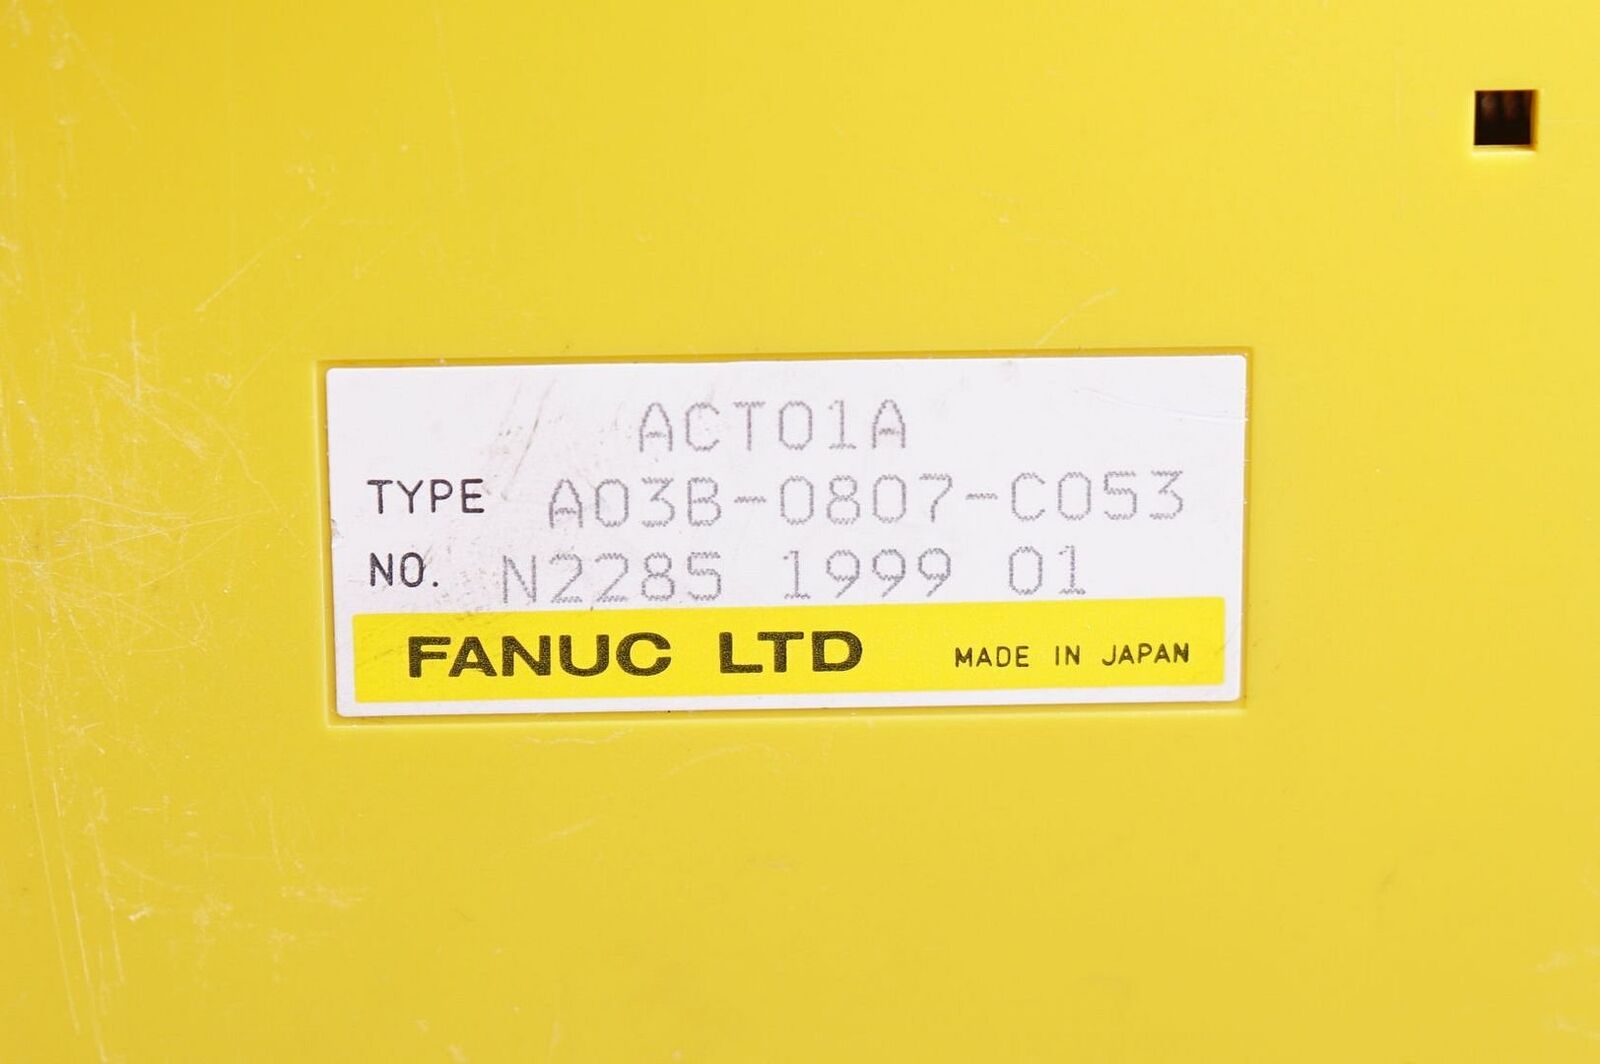 ACT01A
TYPE A03B-0807-C053
NO. N2285 1999 01
FANUC LTD MADE IN JAPAN